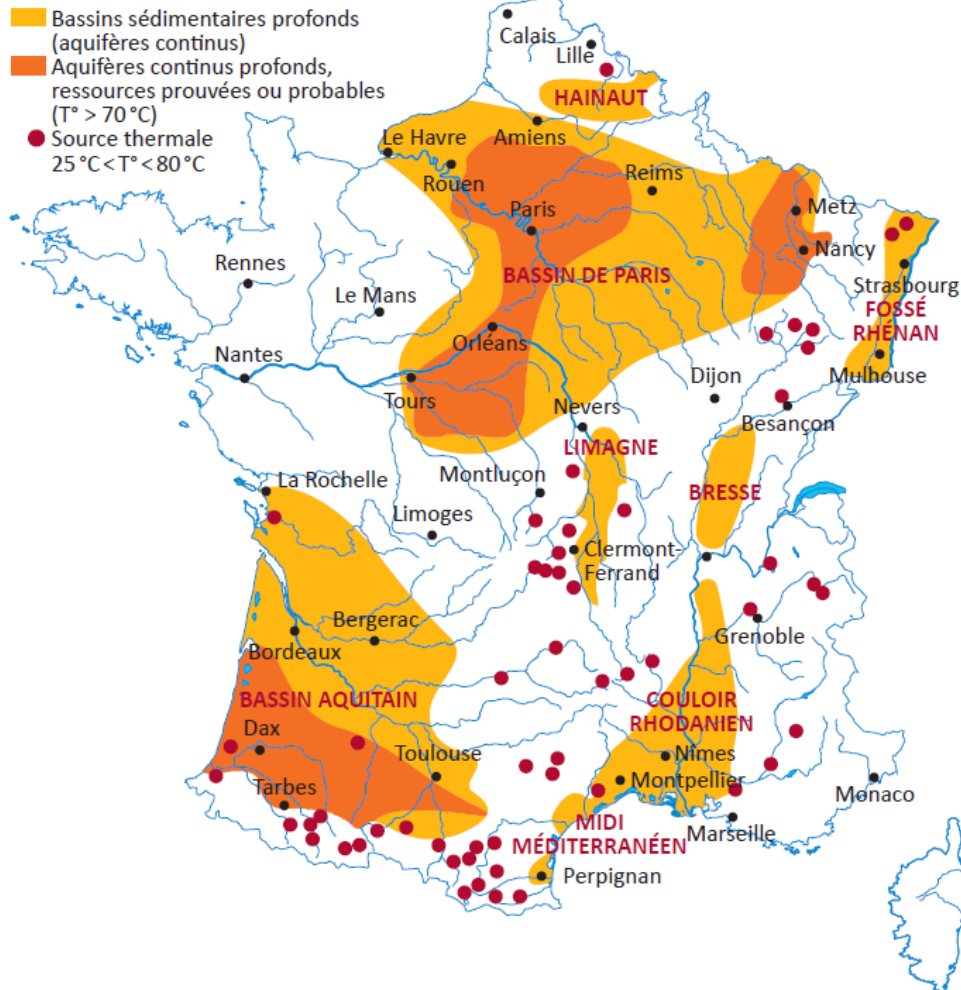 Bassins sédimentaires profonds
(aquifères continus)
Aquifères continus profonds,
ressources prouvées ou probables
(T° > 70 °C)
Source thermale
25 °C < T° < 80 °C
Calais
Lille
HAINAUT
Amiens
Le Havre
Rouen
Reims
Paris
Metz
Nancy
BASSIN DE PARIS
Strasbourg
FOSSÉ
RHÉNAN
Mulhouse
Rennes
Le Mans
Orléans
Nantes
Tours
Dijon
Besançon
Nevers
LIMAGNE
Montluçon
BRESSE
La Rochelle
Limoges
Clermont-
Ferrand
Bergerac
Bordeaux
Grenoble
BASSIN AQUITAIN
COULOIR
RHODANIEN
Dax
Toulouse
Nîmes
Tarbes
Montpellier
Monaco
Marseille
MIDI
MÉDITERRANÉEN
Perpignan